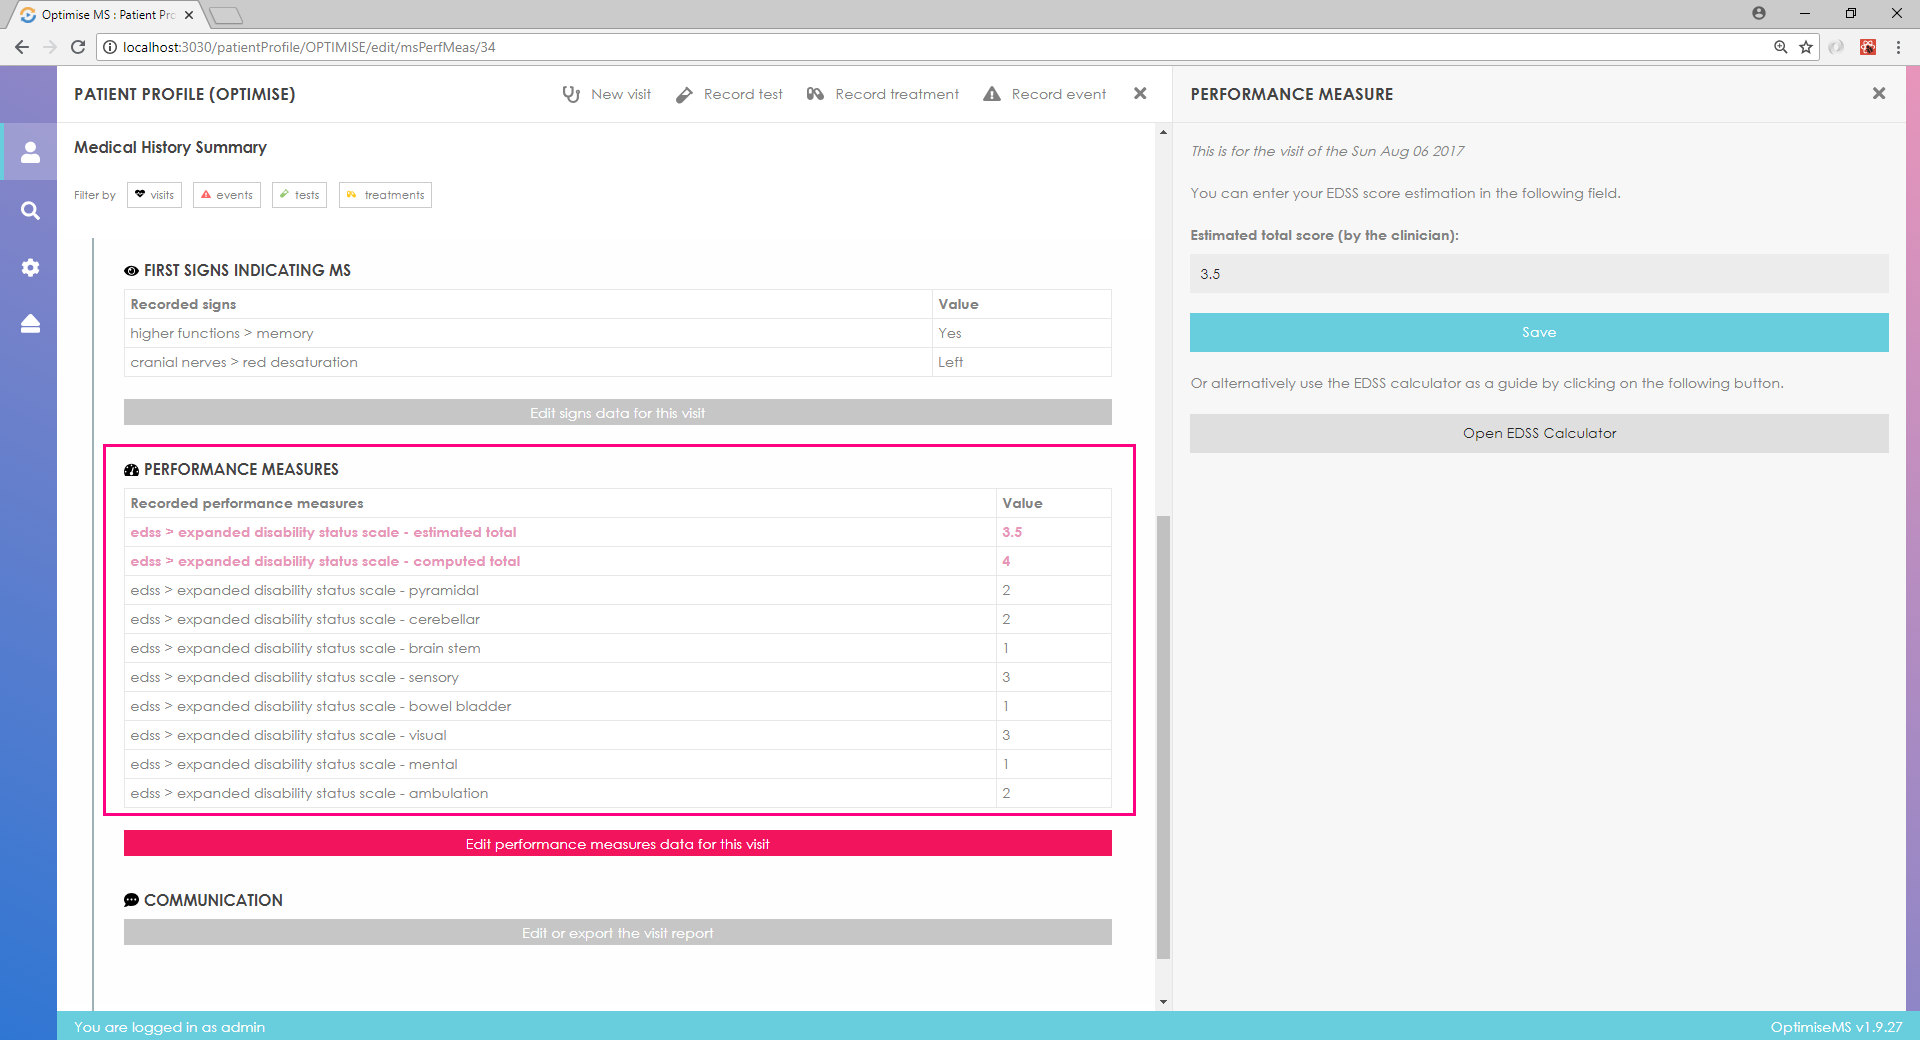 Optimise MS : Patient Pro
localhost:3030/patientProfile/OPTIMISE/edit/msPerfMeas/34
PATIENT PROFILE (OPTIMISE)
New visit
Record test
Record treatment
Record event
Medical History Summary
Filter by
visits
events
tests
treatments
FIRST SIGNS INDICATING MS
Recorded signs Value
higher functions > memory Yes
cranial nerves > red desaturation Left
Edit signs data for this visit
PERFORMANCE MEASURES
Recorded performance measures Value
edss > expanded disability status scale - estimated total 3.5
edss > expanded disability status scale - computed total 4
edss > expanded disability status scale - pyramidal 2
edss > expanded disability status scale - cerebellar 2
edss > expanded disability status scale - brain stem 1
edss > expanded disability status scale - sensory 3
edss > expanded disability status scale - bowel bladder 1
edss > expanded disability status scale - visual 3
edss > expanded disability status scale - mental 1
edss > expanded disability status scale - ambulation 2
Edit performance measures data for this visit
COMMUNICATION
Edit or export the visit report
PERFORMANCE MEASURE
This is for the visit of the Sun Aug 06 2017
You can enter your EDSS score estimation in the following field.
Estimated total score (by the clinician):
3.5
Save
Or alternatively use the EDSS calculator as a guide by clicking on the following button.
Open EDSS Calculator
You are logged in as admin
OptimiseMS v1.9.27